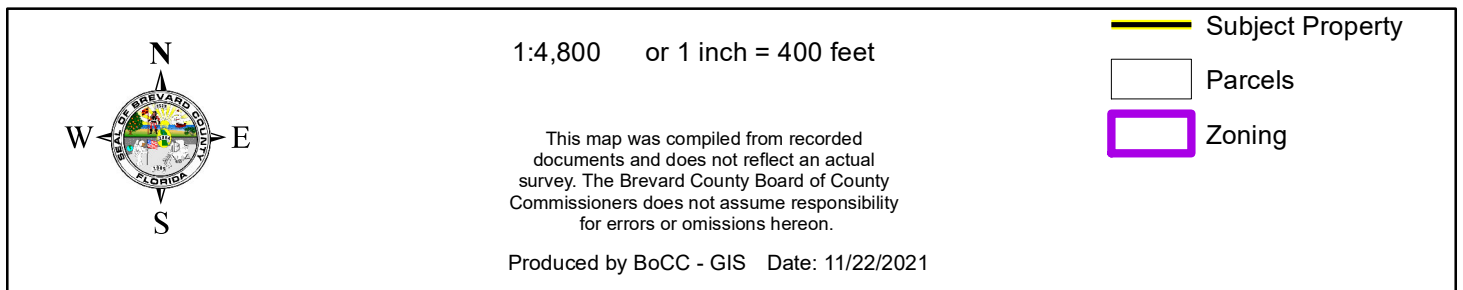 N
W
E
S
SEAL OF BREVARD COUNTY
FLORIDA
1:4,800 or 1 inch = 400 feet
This map was compiled from recorded
documents and does not reflect an actual
survey. The Brevard County Board of County
Commissioners does not assume responsibility
for errors or omissions hereon.
Produced by BoCC - GIS Date: 11/22/2021
Subject Property
Parcels
Zoning